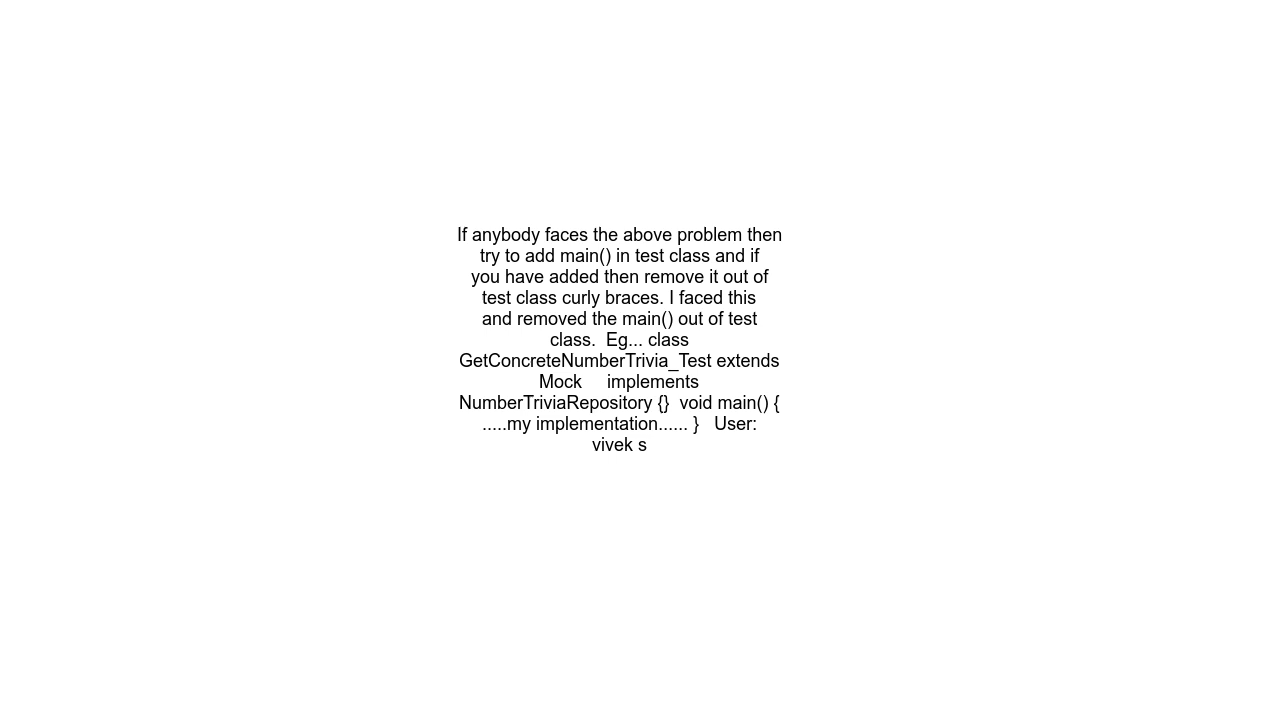 If anybody faces the above problem then
try to add main() in test class and if
you have added then remove it out of
test class curly braces. I faced this
and removed the main() out of test
class.  Eg... class
GetConcreteNumberTrivia_Test extends
Mock     implements
NumberTriviaRepository {}  void main() {
.....my implementation...... }   User:
vivek s